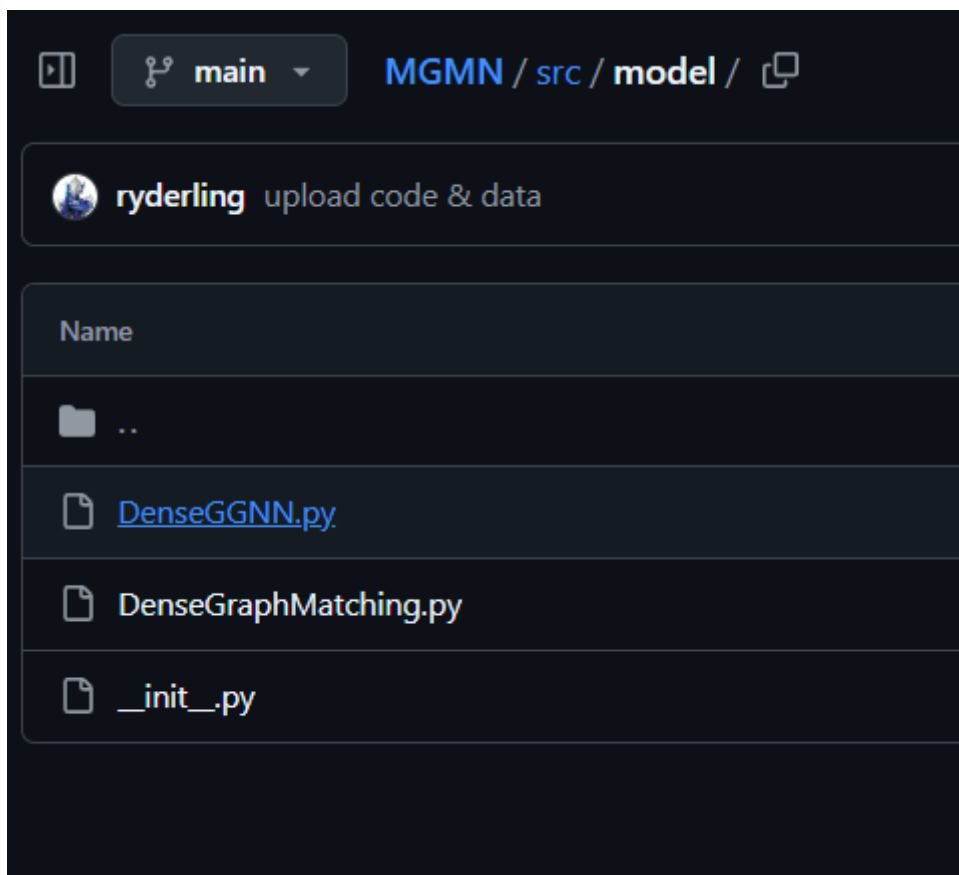 main MGMN / src / model /
ryderling upload code & data
Name
..
DenseGGNN.py
DenseGraphMatching.py
__init__.py